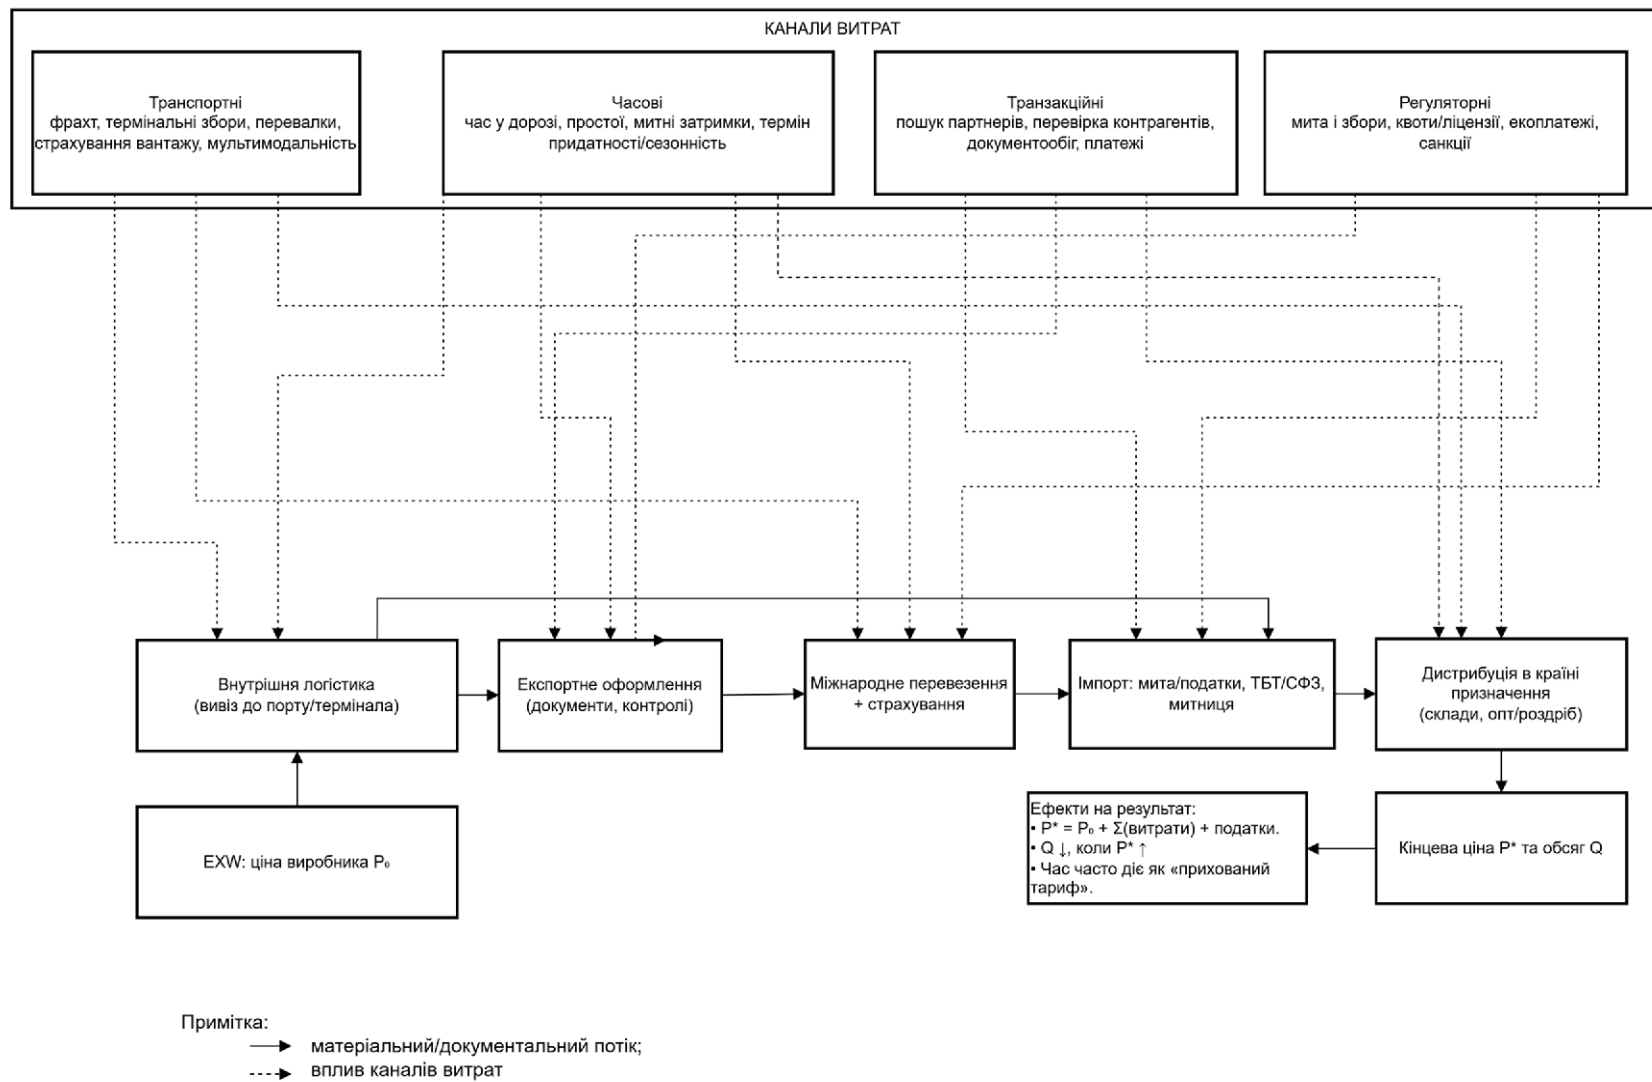 КАНАЛИ ВИТРАТ
Транспортні
фрахт, термінальні збори, перевалки,
страхування вантажу, мультимодальність
Часові
час у дорозі, простої, митні затримки, термін
придатності/сезонність
Транзакційні
пошук партнерів, перевірка контрагентів,
документообіг, платежі
Регуляторні
мита і збори, квоти/ліцензії, екоплатежі,
санкції
Внутрішня логістика
(вивіз до порту/термінала)
Експортне оформлення
(документи, контролі)
Міжнародне перевезення
+ страхування
Імпорт: мита/податки, ТБТ/СФЗ,
митниця
Дистрибуція в країні
призначення
(склади, опт/роздріб)
EXW: ціна виробника P₀
Ефекти на результат:
• P* = P₀ + Σ(витрати) + податки.
• Q ↓, коли P* ↑
• Час часто діє як «прихований
тариф».
Кінцева ціна P* та обсяг Q
Примітка:
матеріальний/документальний потік;
вплив каналів витрат